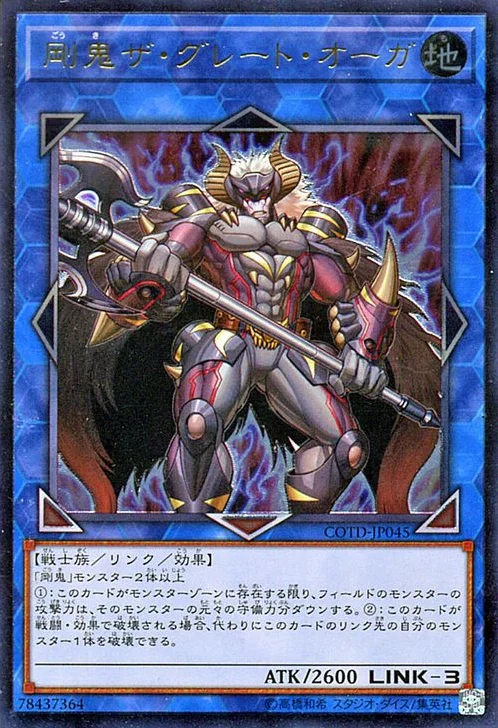 剛鬼ザ・グレート・オーガ 地
COTD-JP045
【戦士族/リンク/効果】
「剛鬼」モンスター2体以上
①:このカードがモンスターゾーンに存在する限り、フィールドのモンスターの
攻撃力は、そのモンスターの元々の守備力分ダウンする。②:このカードが
戦闘・効果で破壊される場合、代わりにこのカードのリンク先の自分のモン
スター1体を破壊できる。
ATK/2600 LINK-3
78437364 ©高橋和希 スタジオ・ダイス/集英社